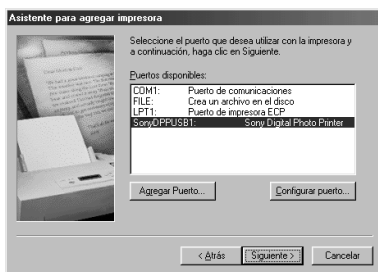 Asistente para agregar impresora
Seleccione el puerto que desea utilizar con la impresora y
a continuación, haga clic en Siguiente.
Puertos disponibles:
COM1: Puerto de comunicaciones
FILE: Crea un archivo en el disco
LPT1: Puerto de impresora ECP
SonyDPPUSB1: Sony Digital Photo Printer
Agregar Puerto... Configurar puerto...
< Atrás Siguiente > Cancelar